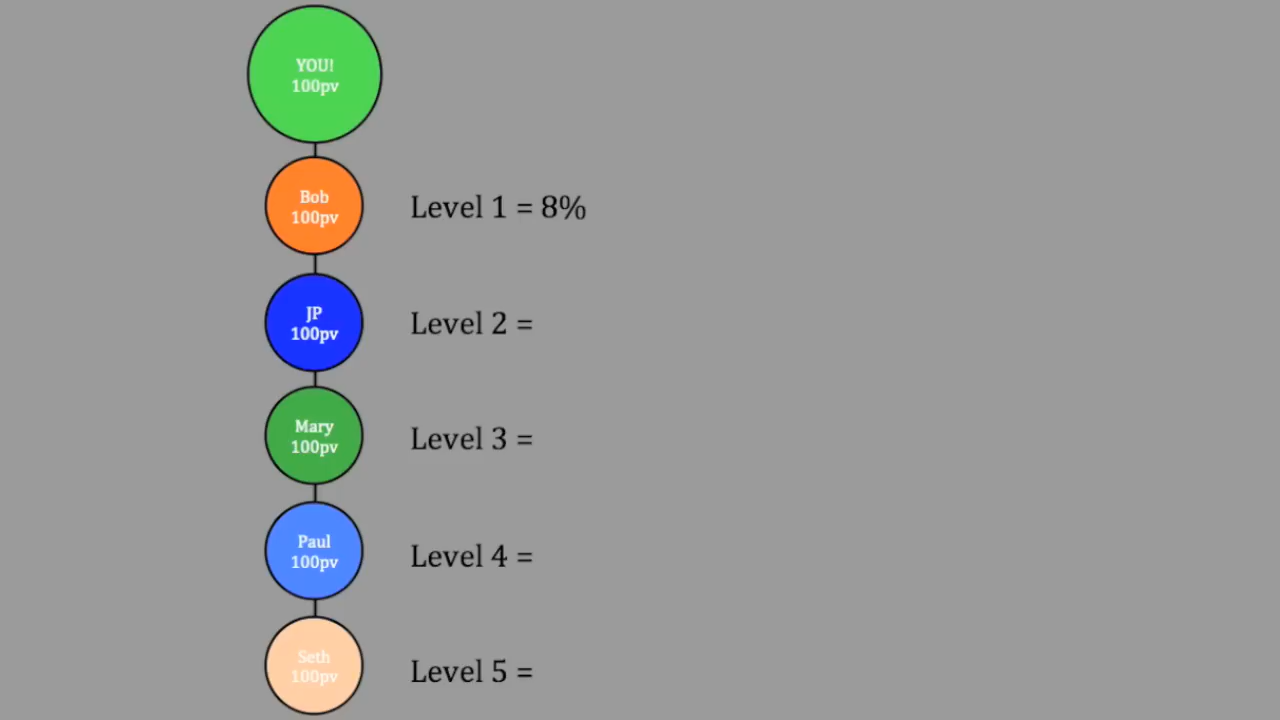 YOU!
100pv
Bob
100pv
Level 1 = 8%
JP
100pv
Level 2 =
Mary
100pv
Level 3 =
Paul
100pv
Level 4 =
Seth
100pv
Level 5 =